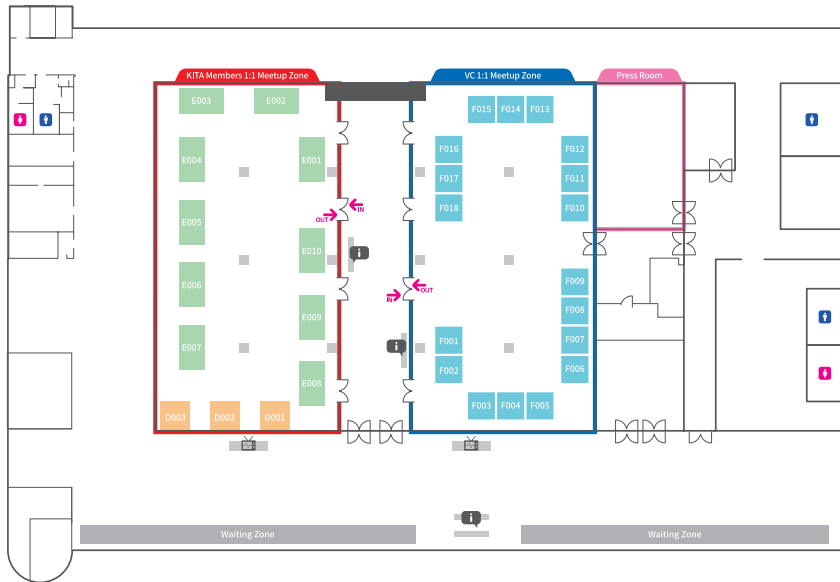 KITA Members 1:1 Meetup Zone
VC 1:1 Meetup Zone
Press Room
E003
E002
E004
E001
E005
E010
E006
E009
E007
E008
D003
D002
D001
OUT
IN
IN
OUT
i
i
F015
F014
F013
F016
F012
F017
F011
F018
F010
F009
F008
F001
F007
F002
F006
F003
F004
F005
i
Waiting Zone
Waiting Zone